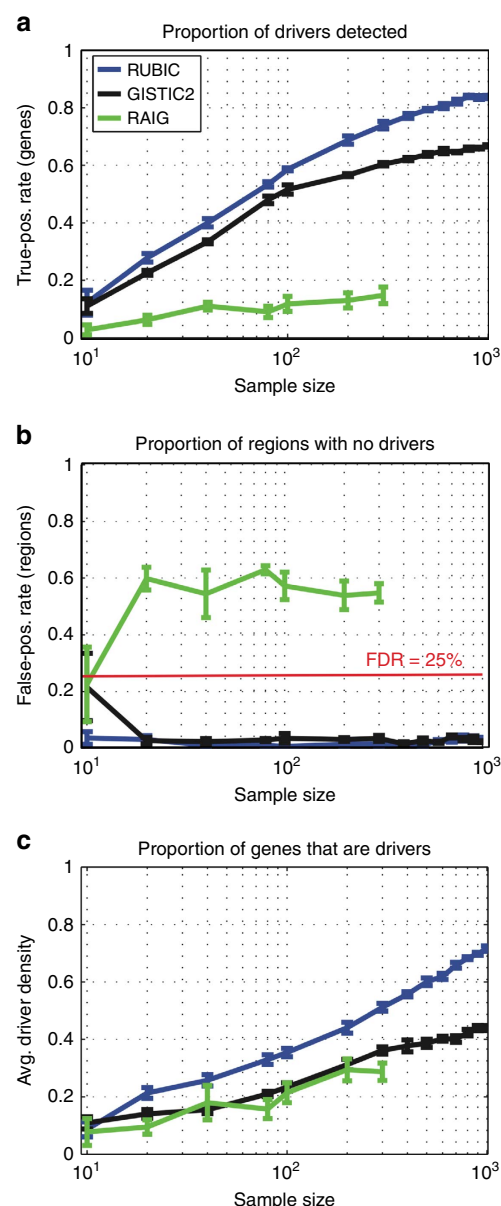 a
Proportion of drivers detected
RUBIC
GISTIC2
RAIG
True-pos. rate (genes)
1
0.8
0.6
0.4
0.2
0
10^1
10^2
10^3
Sample size
b
Proportion of regions with no drivers
False-pos. rate (regions)
1
0.8
0.6
0.4
0.2
0
FDR = 25%
10^1
10^2
10^3
Sample size
c
Proportion of genes that are drivers
Avg. driver density
1
0.8
0.6
0.4
0.2
0
10^1
10^2
10^3
Sample size